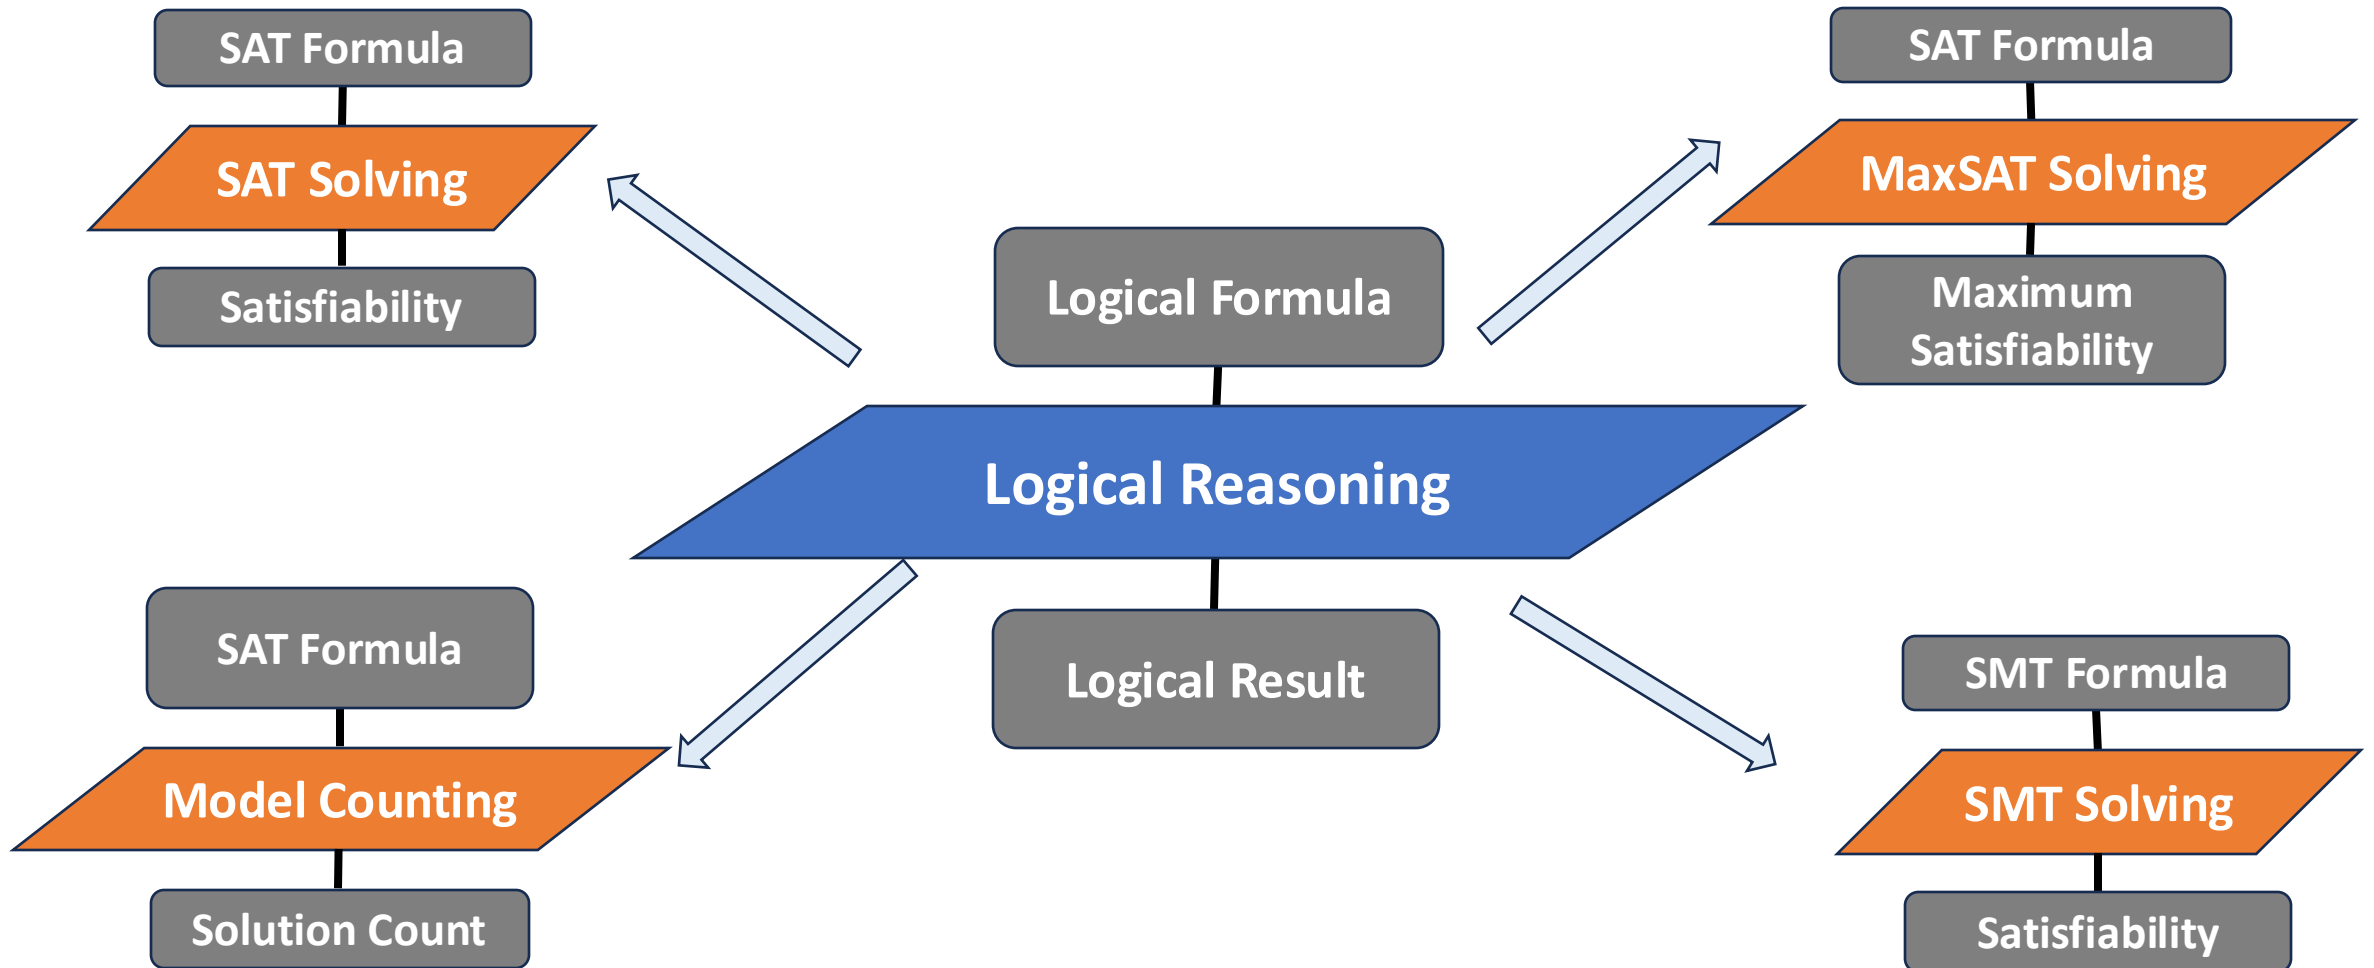 SAT Formula
SAT Solving
Satisfiability
SAT Formula
MaxSAT Solving
Maximum
Satisfiability
Logical Formula
Logical Reasoning
Logical Result
SAT Formula
Model Counting
Solution Count
SMT Formula
SMT Solving
Satisfiability